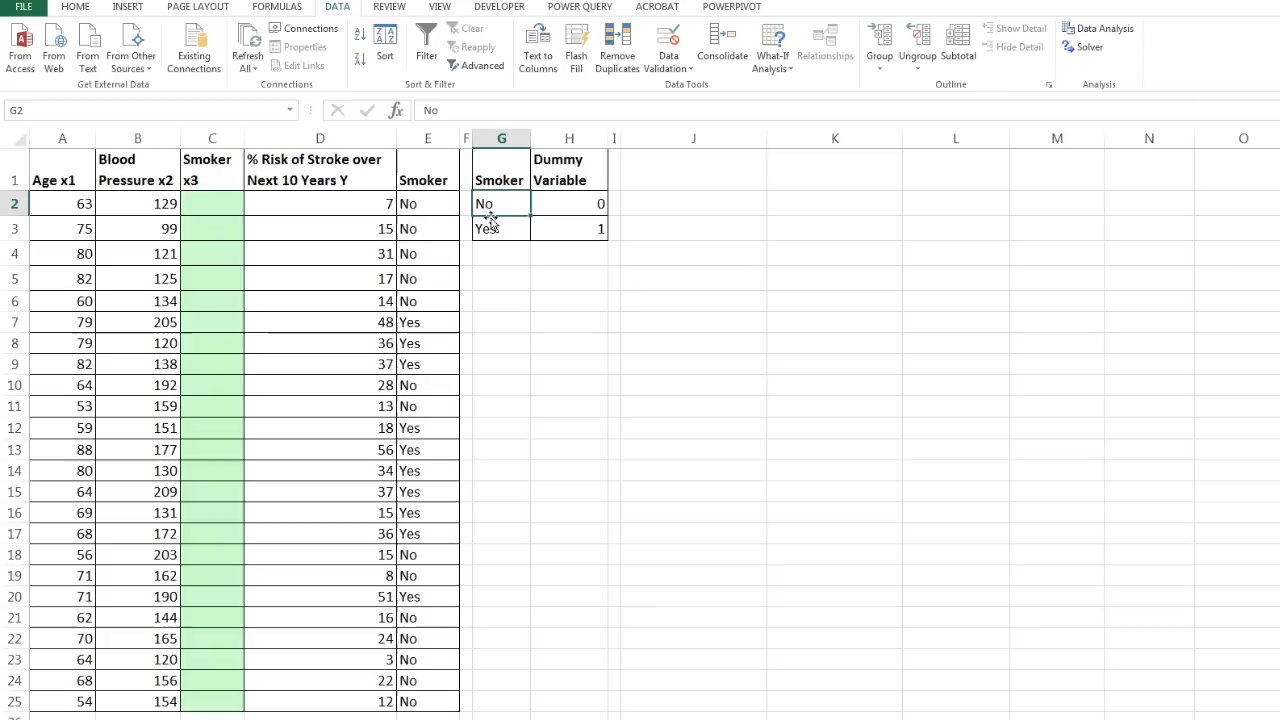 FILE HOME INSERT PAGE LAYOUT FORMULAS DATA REVIEW VIEW DEVELOPER POWER QUERY ACROBAT POWERPIVOT
From Access
From Web
From Text
From Other Sources
Get External Data
Existing Connections
Refresh All
Connections
Properties
Edit Links
Connections
Sort
Filter
Clear
Reapply
Advanced
Sort & Filter
Text to Columns
Flash Fill
Remove Duplicates
Data Validation
Consolidate
What-If Analysis
Relationships
Data Tools
Group
Ungroup
Subtotal
Show Detail
Hide Detail
Outline
Data Analysis
Solver
Analysis
G2 fx No
A B C D E F G H I J K L M N O
1 Age x1 Blood Pressure x2 Smoker x3 % Risk of Stroke over Next 10 Years Y Smoker Smoker Dummy Variable
2 63 129 7 No No 0
3 75 99 15 No Yes 1
4 80 121 31 No
5 82 125 17 No
6 60 134 14 No
7 79 205 48 Yes
8 79 120 36 Yes
9 82 138 37 Yes
10 64 192 28 No
11 53 159 13 No
12 59 151 18 Yes
13 88 177 56 Yes
14 80 130 34 Yes
15 64 209 37 Yes
16 69 131 15 Yes
17 68 172 36 Yes
18 56 203 15 No
19 71 162 8 No
20 71 190 51 Yes
21 62 144 16 No
22 70 165 24 No
23 64 120 3 No
24 68 156 22 No
25 54 154 12 No